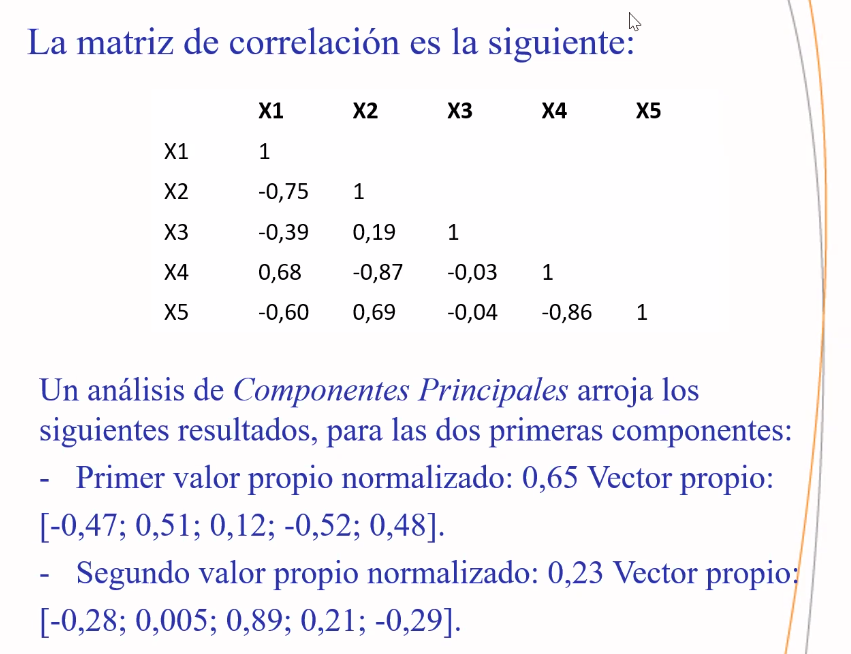 La matriz de correlación es la siguiente:
X1 X2 X3 X4 X5
X1 1
X2 -0,75 1
X3 -0,39 0,19 1
X4 0,68 -0,87 -0,03 1
X5 -0,60 0,69 -0,04 -0,86 1
Un análisis de Componentes Principales arroja los
siguientes resultados, para las dos primeras componentes:
- Primer valor propio normalizado: 0,65 Vector propio:
[-0,47; 0,51; 0,12; -0,52; 0,48].
- Segundo valor propio normalizado: 0,23 Vector propio:
[-0,28; 0,005; 0,89; 0,21; -0,29].